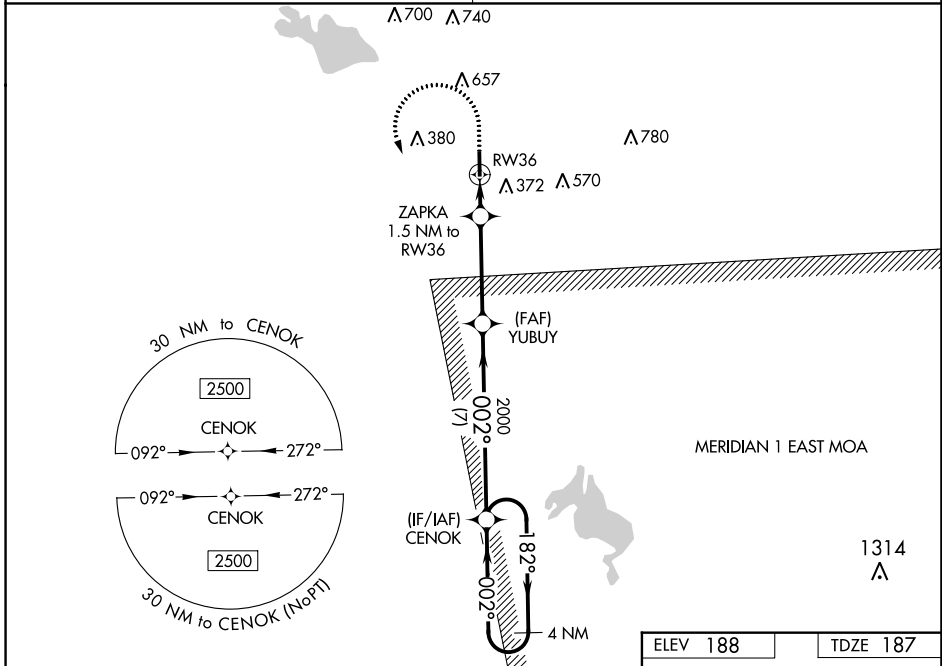 700
740
657
380
780
RW36
372
570
ZAPKA
1.5 NM to
RW36
(FAF)
YUBUY
30 NM to CENOK
2500
CENOK
092°
272°
092°
272°
CENOK
2500
30 NM to CENOK (NoPT)
2000
002°
(7)
MERIDIAN 1 EAST MOA
(IF/IAF)
CENOK
182°
002°
4 NM
1314
ELEV 188
TDZE 187